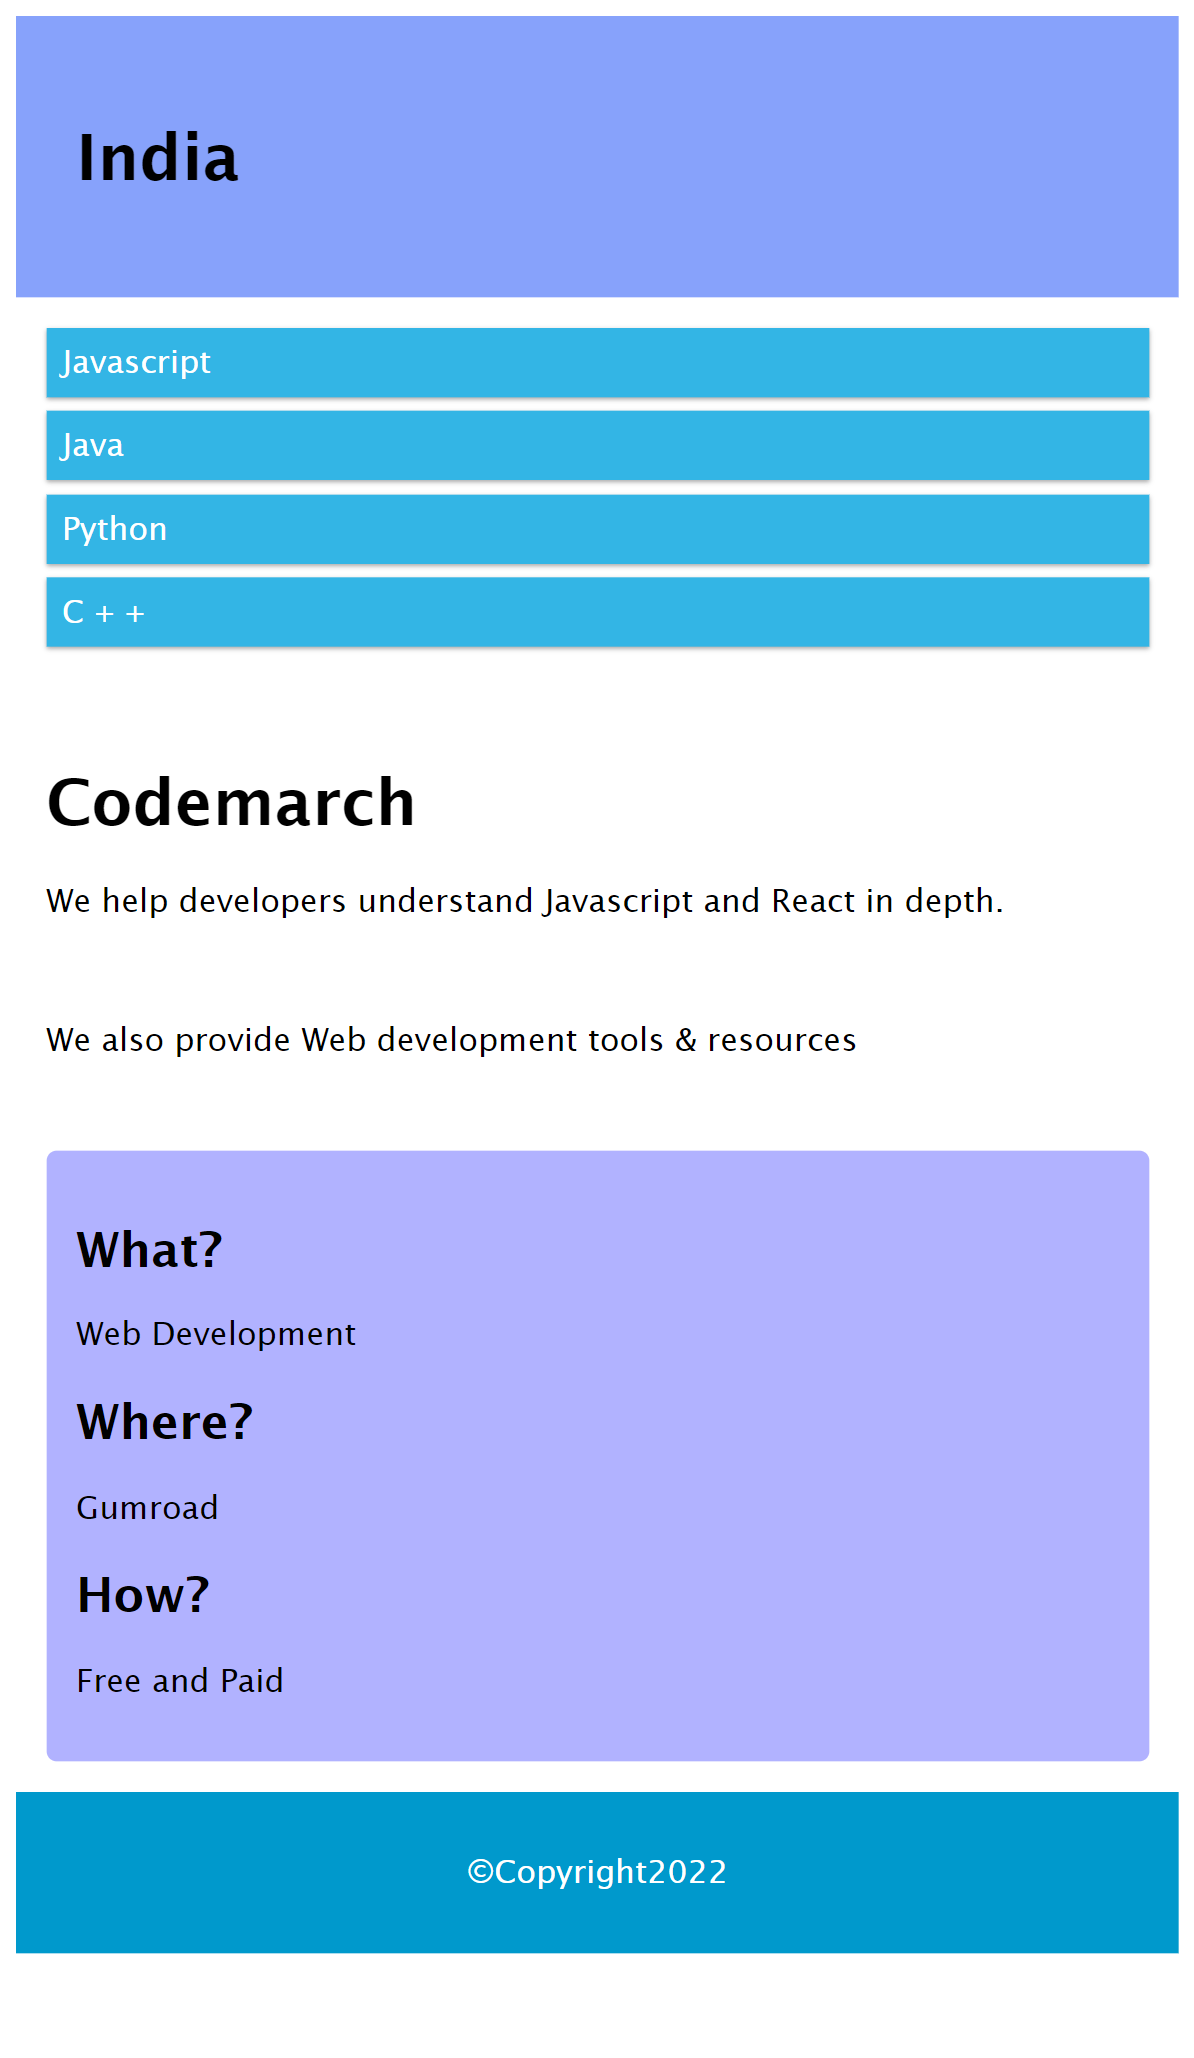 India
Javascript
Java
Python
C + +
Codemarch
We help developers understand Javascript and React in depth.
We also provide Web development tools & resources
What?
Web Development
Where?
Gumroad
How?
Free and Paid
©Copyright2022